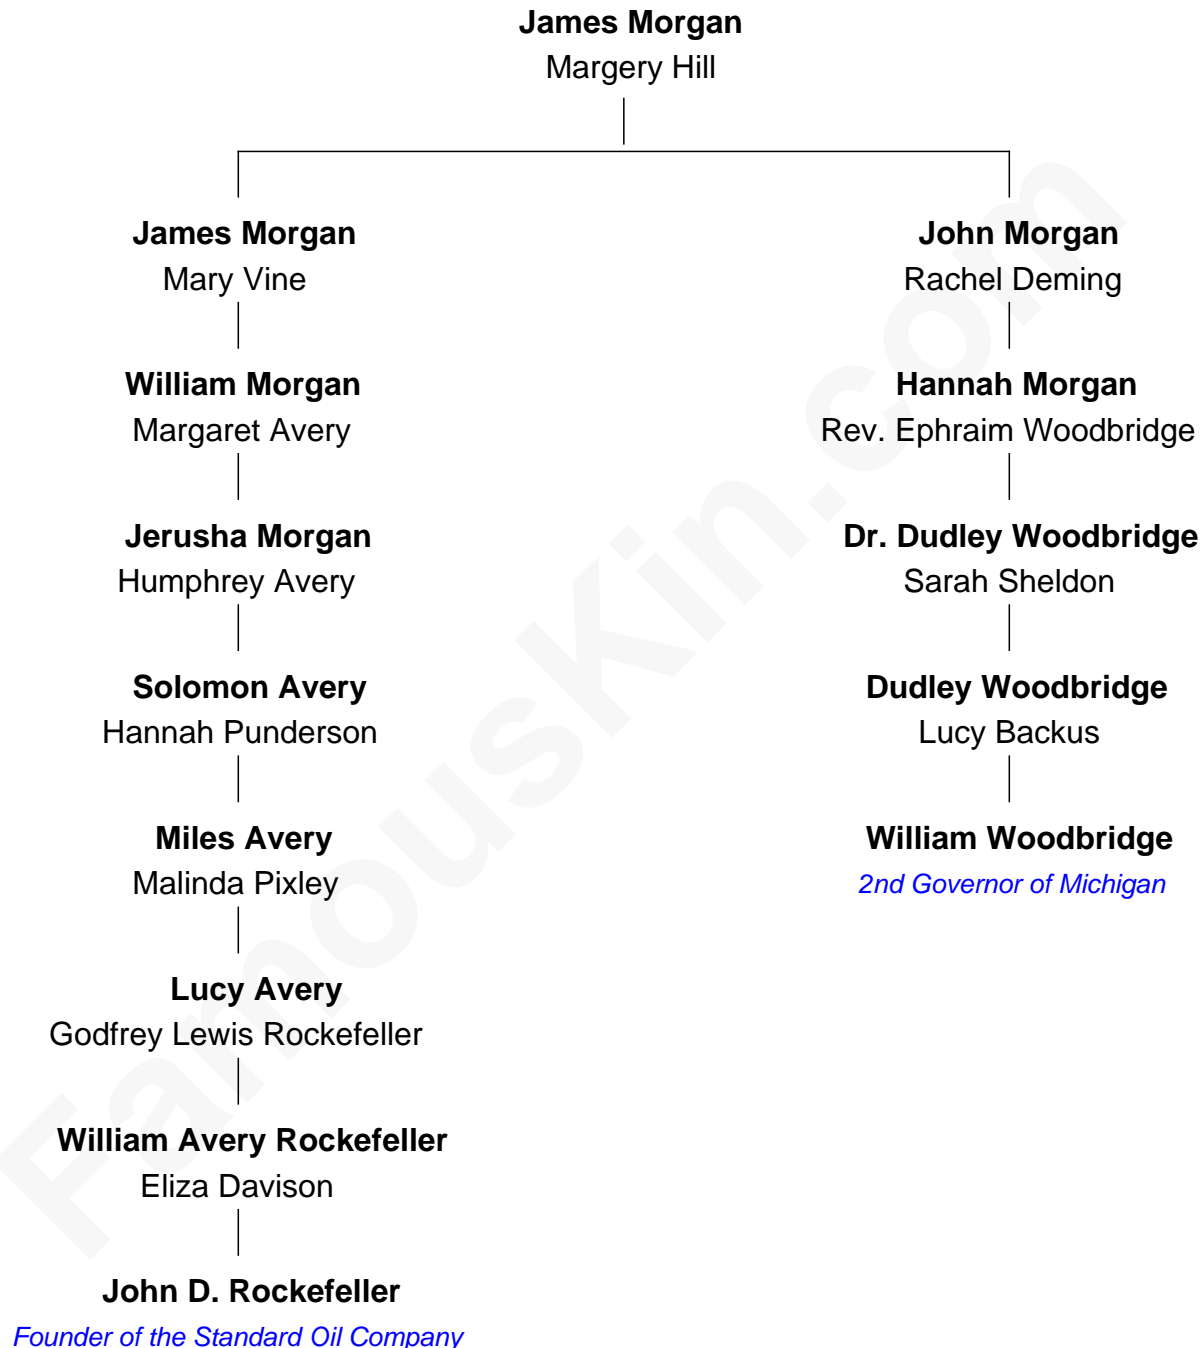 James Morgan
Margery Hill
James Morgan
Mary Vine
William Morgan
Margaret Avery
Jerusha Morgan
Humphrey Avery
Solomon Avery
Hannah Punderson
Miles Avery
Malinda Pixley
Lucy Avery
Godfrey Lewis Rockefeller
William Avery Rockefeller
Eliza Davison
John D. Rockefeller
Founder of the Standard Oil Company
John Morgan
Rachel Deming
Hannah Morgan
Rev. Ephraim Woodbridge
Dr. Dudley Woodbridge
Sarah Sheldon
Dudley Woodbridge
Lucy Backus
William Woodbridge
2nd Governor of Michigan
FamousKin.com